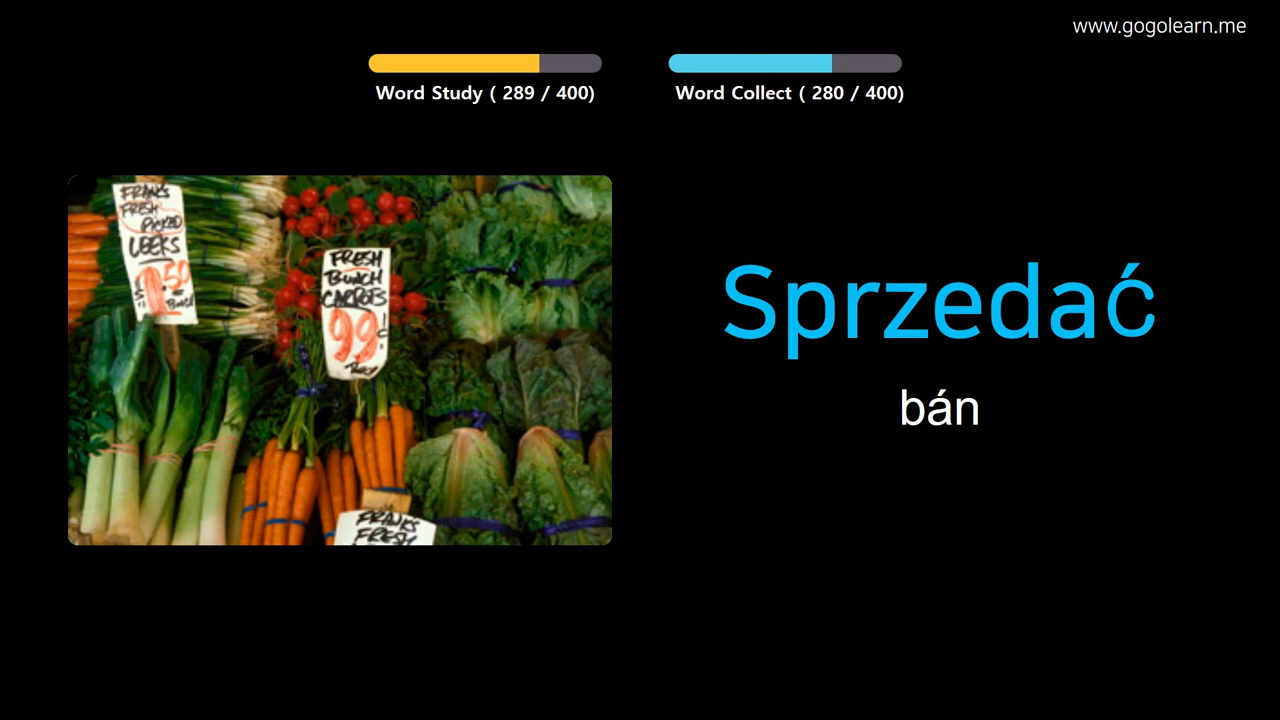 www.gogolearn.me
Word Study ( 289 / 400)
Word Collect ( 280 / 400)
FRANK'S
FRESH
PICKED
LEEKS
50
FRESH
BUNCH
CARROTS
99
FRANK'S
FRESH
Sprzedać
bán